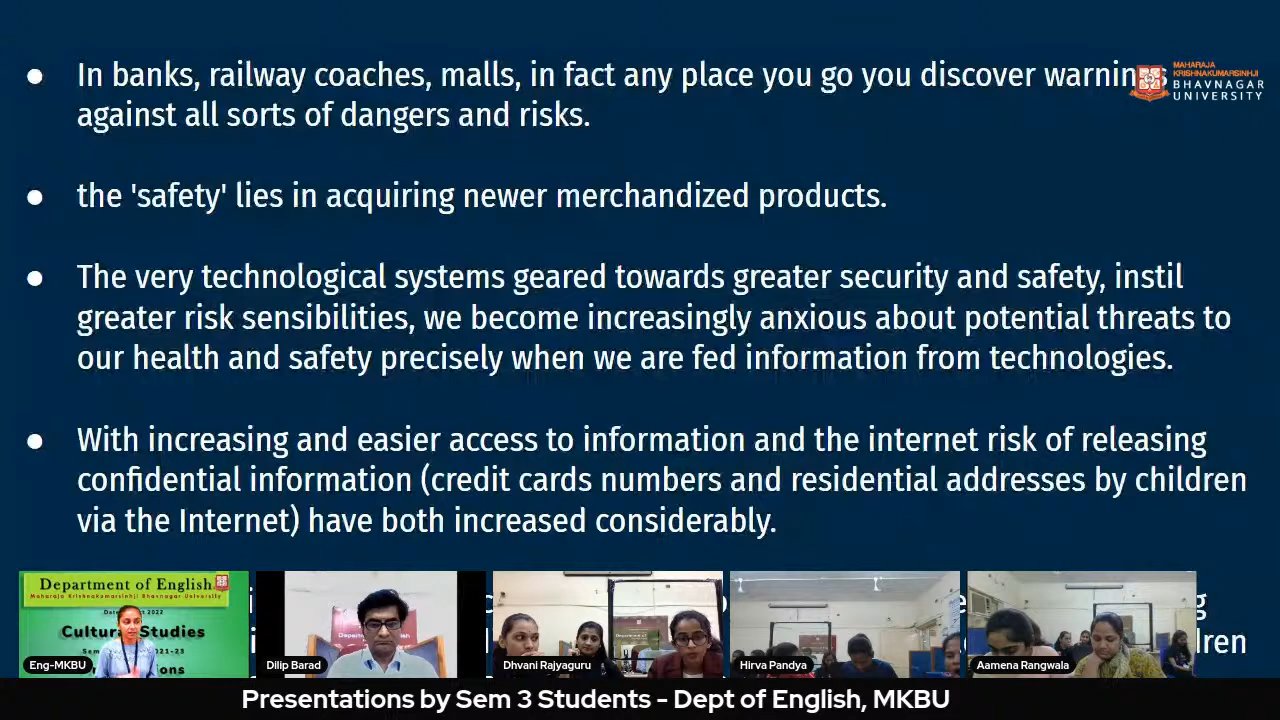 ● In banks, railway coaches, malls, in fact any place you go you discover
against all sorts of dangers and risks.
MAHARAJA
KRISHNAKUMARSINHJI
BHAVNAGAR
UNIVERSITY
● the 'safety' lies in acquiring newer merchandized products.
● The very technological systems geared towards greater security and safety, instil
greater risk sensibilities, we become increasingly anxious about potential threats to
our health and safety precisely when we are fed information from technologies.
● With increasing and easier access to information and the internet risk of releasing
confidential information (credit cards numbers and residential addresses by children
via the Internet) have both increased considerably.
Department of English
Maharaja Krishnakumarsinhji Bhavnagar University
2022
Cultural Studies
Eng-MKBU
Dilip Barad
Dhvani Rajyaguru
Hirva Pandya
Aamena Rangwala
Presentations by Sem 3 Students - Dept of English, MKBU